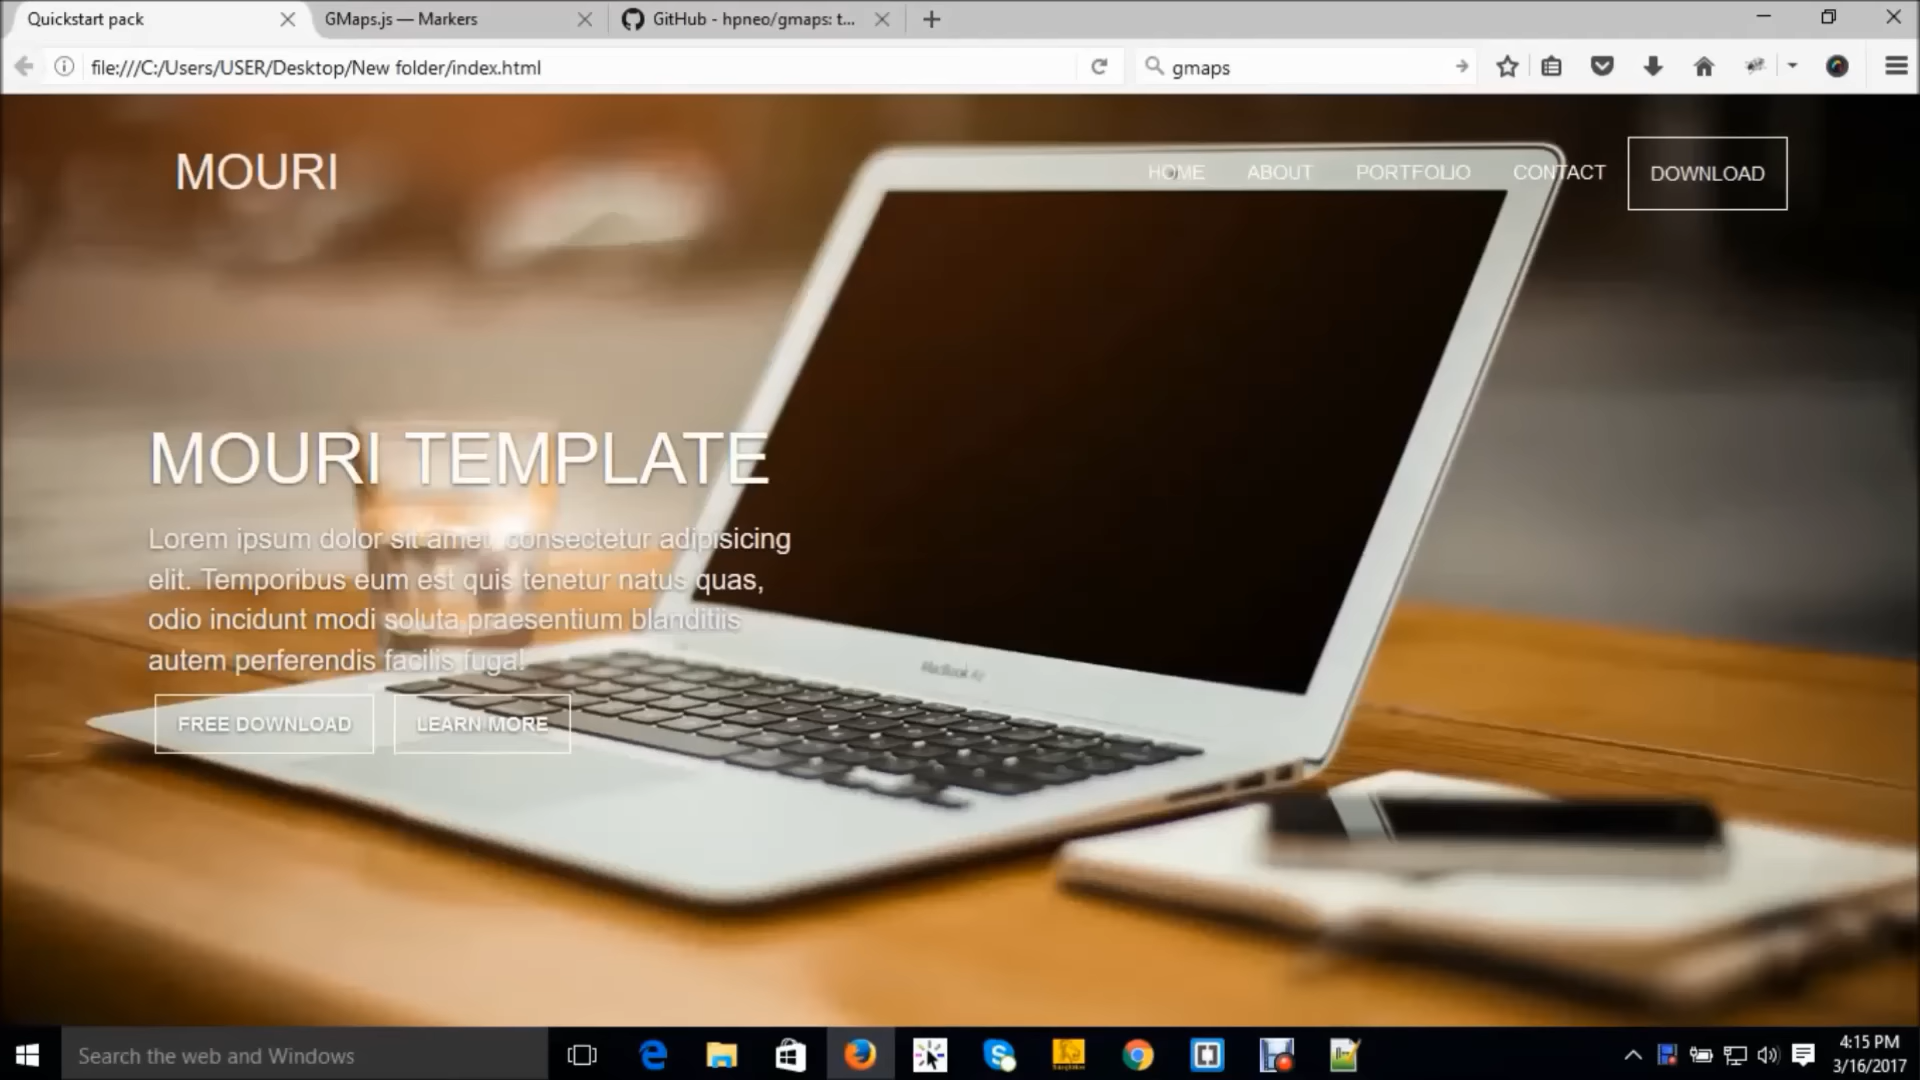 Quickstart pack
GMaps.js — Markers
GitHub - hpneo/gmaps: t...
file:///C:/Users/USER/Desktop/New folder/index.html
gmaps
MOURI
HOME
ABOUT
PORTFOLIO
CONTACT
DOWNLOAD
MOURI TEMPLATE
Lorem ipsum dolor sit amet, consectetur adipisicing
elit. Temporibus eum est quis tenetur natus quas,
odio incidunt modi soluta praesentium blanditiis
autem perferendis facilis fuga!
MacBook Air
FREE DOWNLOAD
LEARN MORE
Search the web and Windows
4:15 PM
3/16/2017